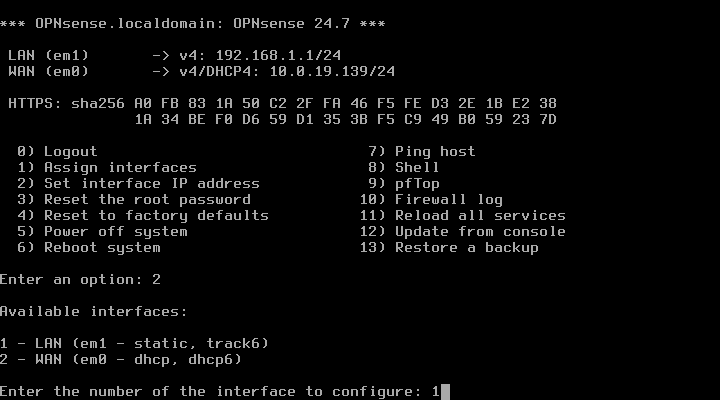 *** OPNsense.localdomain: OPNsense 24.7 ***
LAN (em1) -> v4: 192.168.1.1/24
WAN (em0) -> v4/DHCP4: 10.0.19.139/24
HTTPS: sha256 A0 FB 83 1A 50 C2 2F FA 46 F5 FE D3 2E 1B E2 38
1A 34 BE F0 D6 59 D1 35 3B F5 C9 49 B0 59 23 7D
0) Logout 7) Ping host
1) Assign interfaces 8) Shell
2) Set interface IP address 9) pfTop
3) Reset the root password 10) Firewall log
4) Reset to factory defaults 11) Reload all services
5) Power off system 12) Update from console
6) Reboot system 13) Restore a backup
Enter an option: 2
Available interfaces:
1 - LAN (em1 - static, track6)
2 - WAN (em0 - dhcp, dhcp6)
Enter the number of the interface to configure: 1